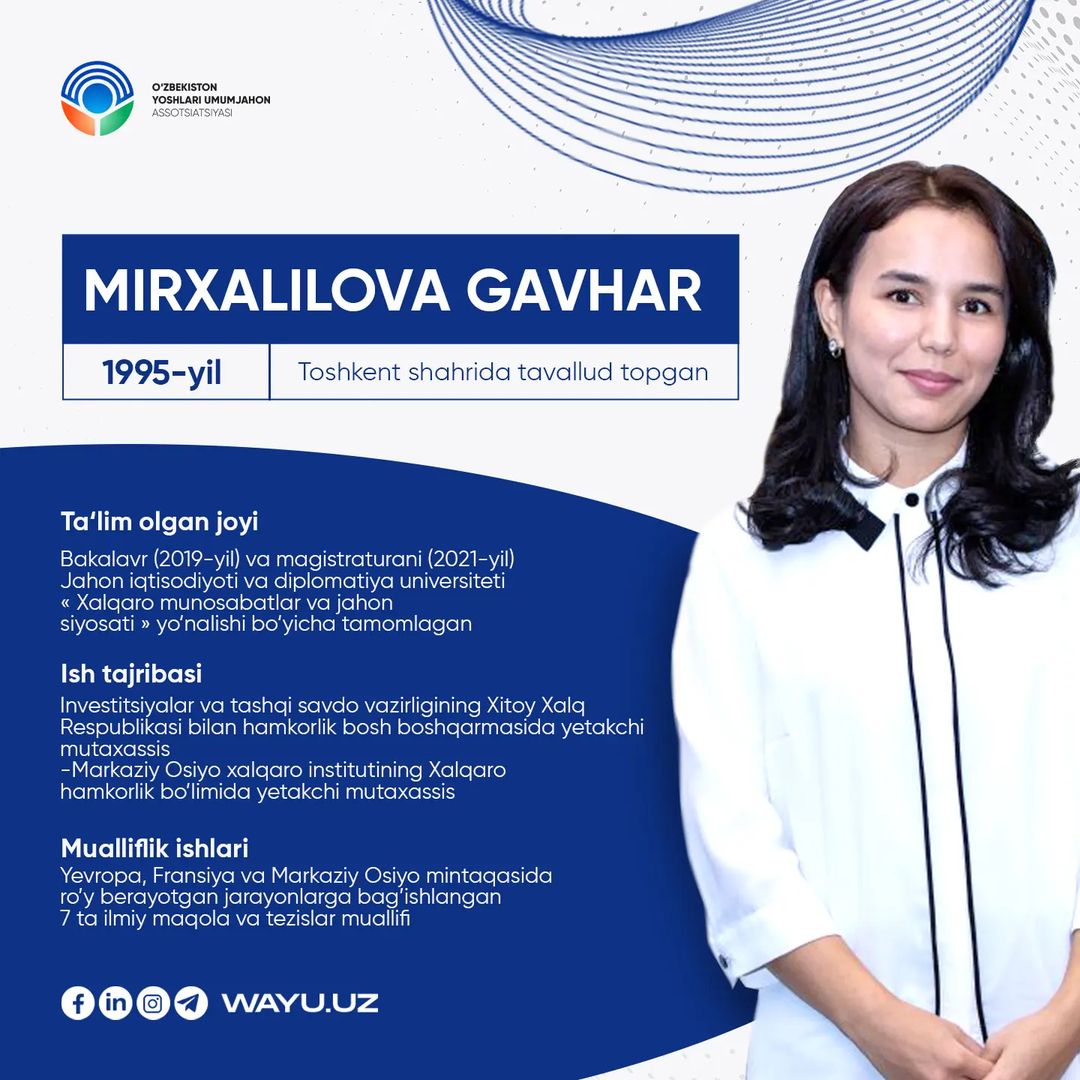 O‘ZBEKISTON
YOSHLARI UMUMJAHON
ASSOTSIATSIYASI
MIRXALILOVA GAVHAR
1995-yil
Toshkent shahrida tavallud topgan
Ta‘lim olgan joyi
Bakalavr (2019-yil) va magistraturani (2021-yil)
Jahon iqtisodiyoti va diplomatiya universiteti
« Xalqaro munosabatlar va jahon
siyosati » yo’nalishi bo’yicha tamomlagan
Ish tajribasi
Investitsiyalar va tashqi savdo vazirligining Xitoy Xalq
Respublikasi bilan hamkorlik bosh boshqarmasida yetakchi
mutaxassis
-Markaziy Osiyo xalqaro institutining Xalqaro
hamkorlik bo’limida yetakchi mutaxassis
Mualliflik ishlari
Yevropa, Fransiya va Markaziy Osiyo mintaqasida
ro’y berayotgan jarayonlarga bag’ishlangan
7 ta ilmiy maqola va tezislar muallifi
WAYU.UZ